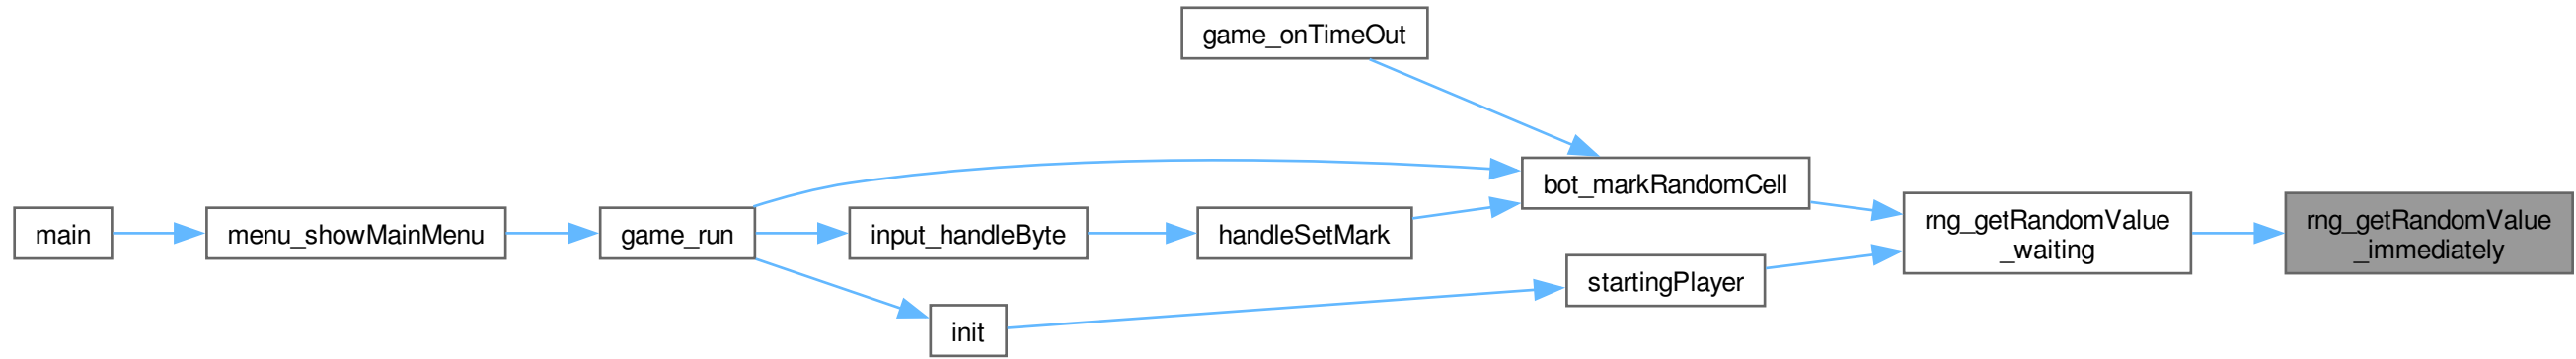 game_onTimeOut
main
menu_showMainMenu
game_run
input_handleByte
handleSetMark
bot_markRandomCell
rng_getRandomValue
_waiting
rng_getRandomValue
_immediately
startingPlayer
init